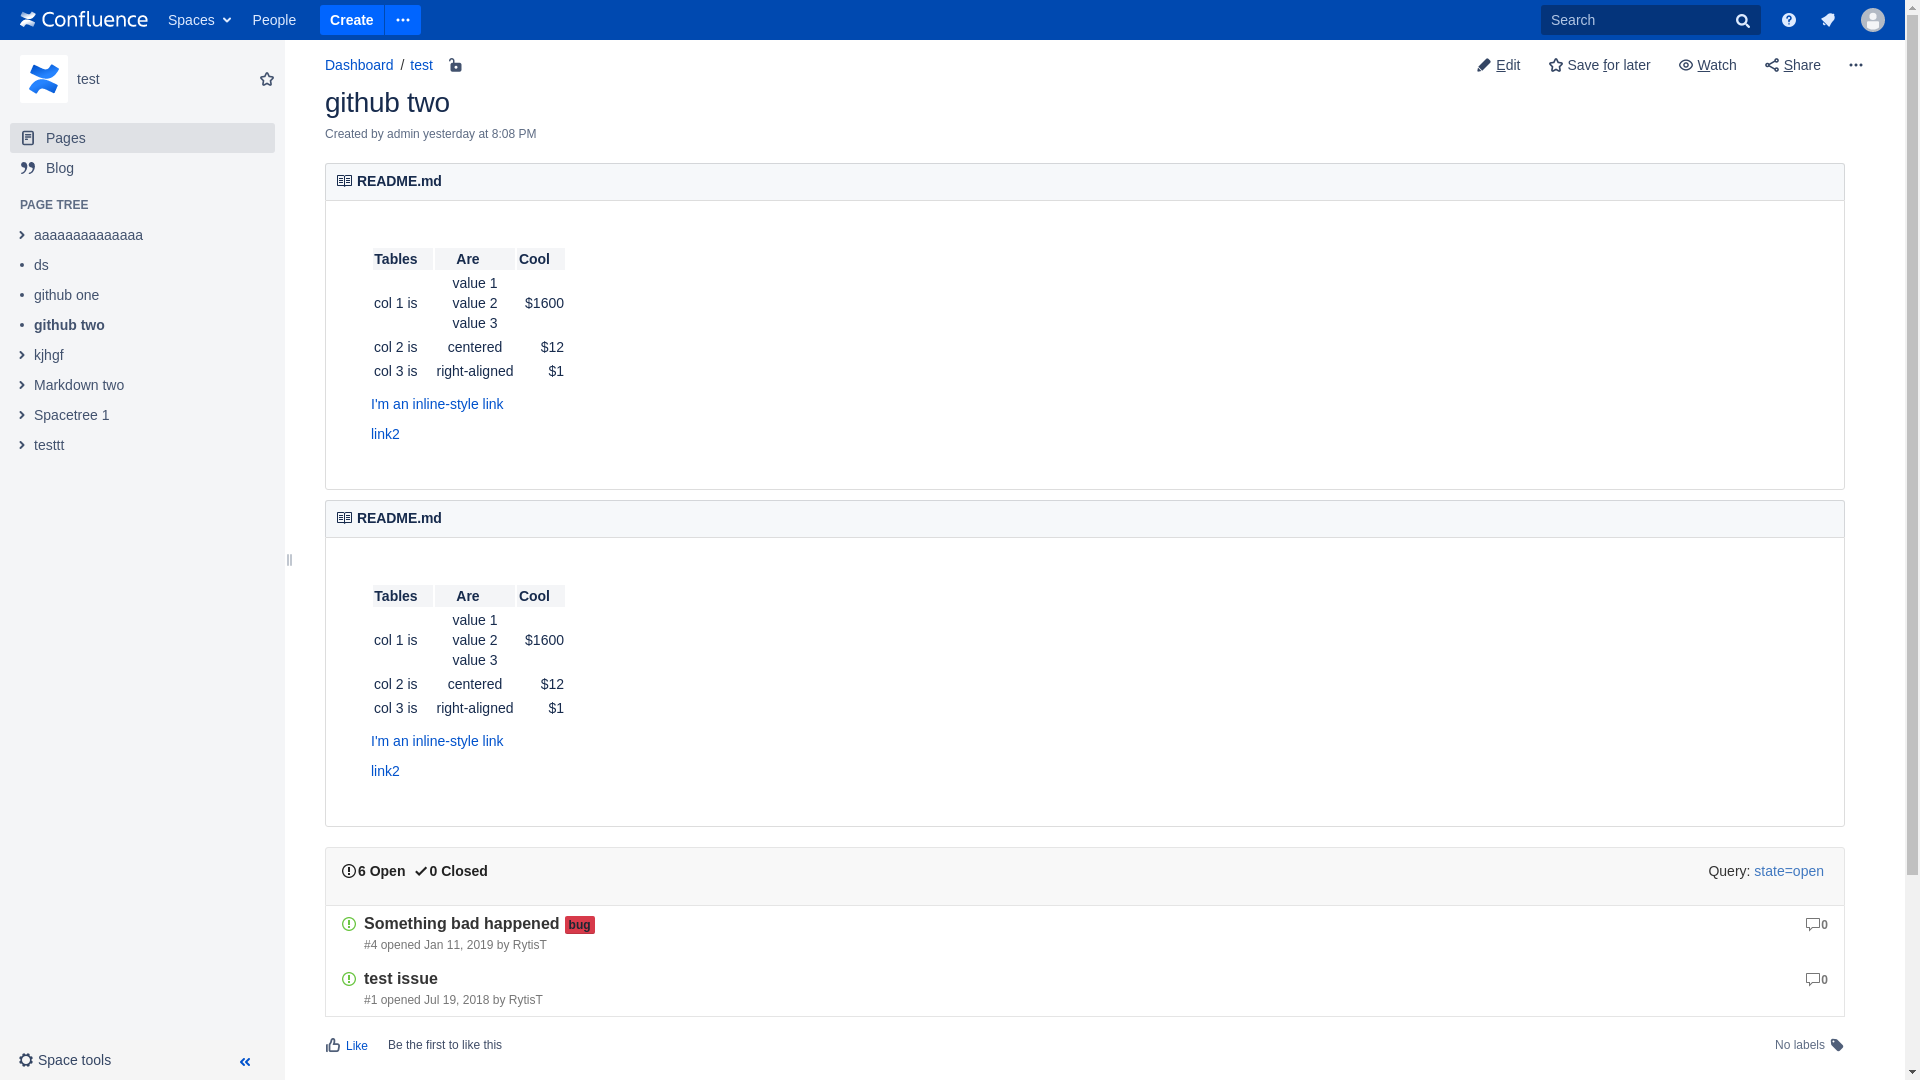 Confluence Spaces People Create Search
test
Pages
Blog
PAGE TREE
aaaaaaaaaaaaaa
ds
github one
github two
kjhgf
Markdown two
Spacetree 1
testtt
Space tools
Dashboard / test
Edit Save for later Watch Share
github two
Created by admin yesterday at 8:08 PM
README.md
Tables Are Cool
col 1 is value 1 value 2 value 3 $1600
col 2 is centered $12
col 3 is right-aligned $1
I'm an inline-style link
link2
README.md
Tables Are Cool
col 1 is value 1 value 2 value 3 $1600
col 2 is centered $12
col 3 is right-aligned $1
I'm an inline-style link
link2
6 Open 0 Closed Query: state=open
Something bad happened bug 0
#4 opened Jan 11, 2019 by RytisT
test issue 0
#1 opened Jul 19, 2018 by RytisT
Like Be the first to like this No labels